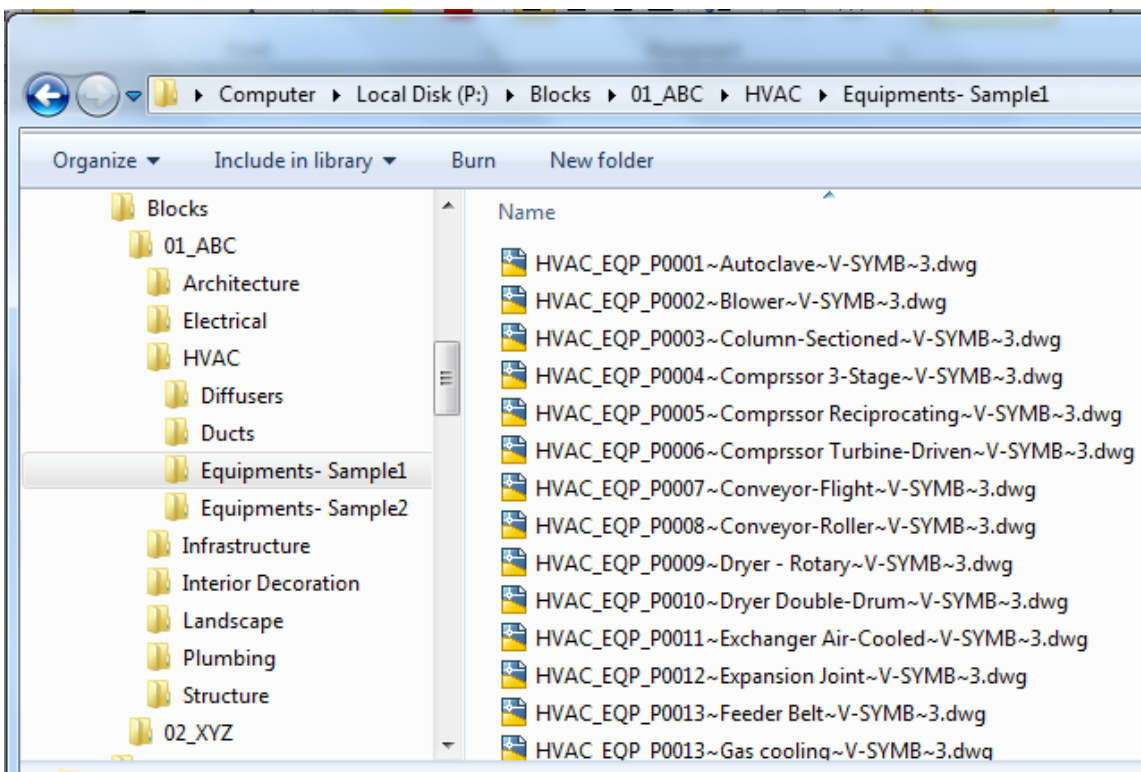 Computer Local Disk (P:) Blocks 01_ABC HVAC Equipments- Sample1
Organize Include in library Burn New folder
Blocks
01_ABC
Architecture
Electrical
HVAC
Diffusers
Ducts
Equipments- Sample1
Equipments- Sample2
Infrastructure
Interior Decoration
Landscape
Plumbing
Structure
02_XYZ
Name
HVAC_EQP_P0001~Autoclave~V-SYMB~3.dwg
HVAC_EQP_P0002~Blower~V-SYMB~3.dwg
HVAC_EQP_P0003~Column-Sectioned~V-SYMB~3.dwg
HVAC_EQP_P0004~Comprssor 3-Stage~V-SYMB~3.dwg
HVAC_EQP_P0005~Comprssor Reciprocating~V-SYMB~3.dwg
HVAC_EQP_P0006~Comprssor Turbine-Driven~V-SYMB~3.dwg
HVAC_EQP_P0007~Conveyor-Flight~V-SYMB~3.dwg
HVAC_EQP_P0008~Conveyor-Roller~V-SYMB~3.dwg
HVAC_EQP_P0009~Dryer - Rotary~V-SYMB~3.dwg
HVAC_EQP_P0010~Dryer Double-Drum~V-SYMB~3.dwg
HVAC_EQP_P0011~Exchanger Air-Cooled~V-SYMB~3.dwg
HVAC_EQP_P0012~Expansion Joint~V-SYMB~3.dwg
HVAC_EQP_P0013~Feeder Belt~V-SYMB~3.dwg
HVAC_EQP_P0013~Gas cooling~V-SYMB~3.dwg